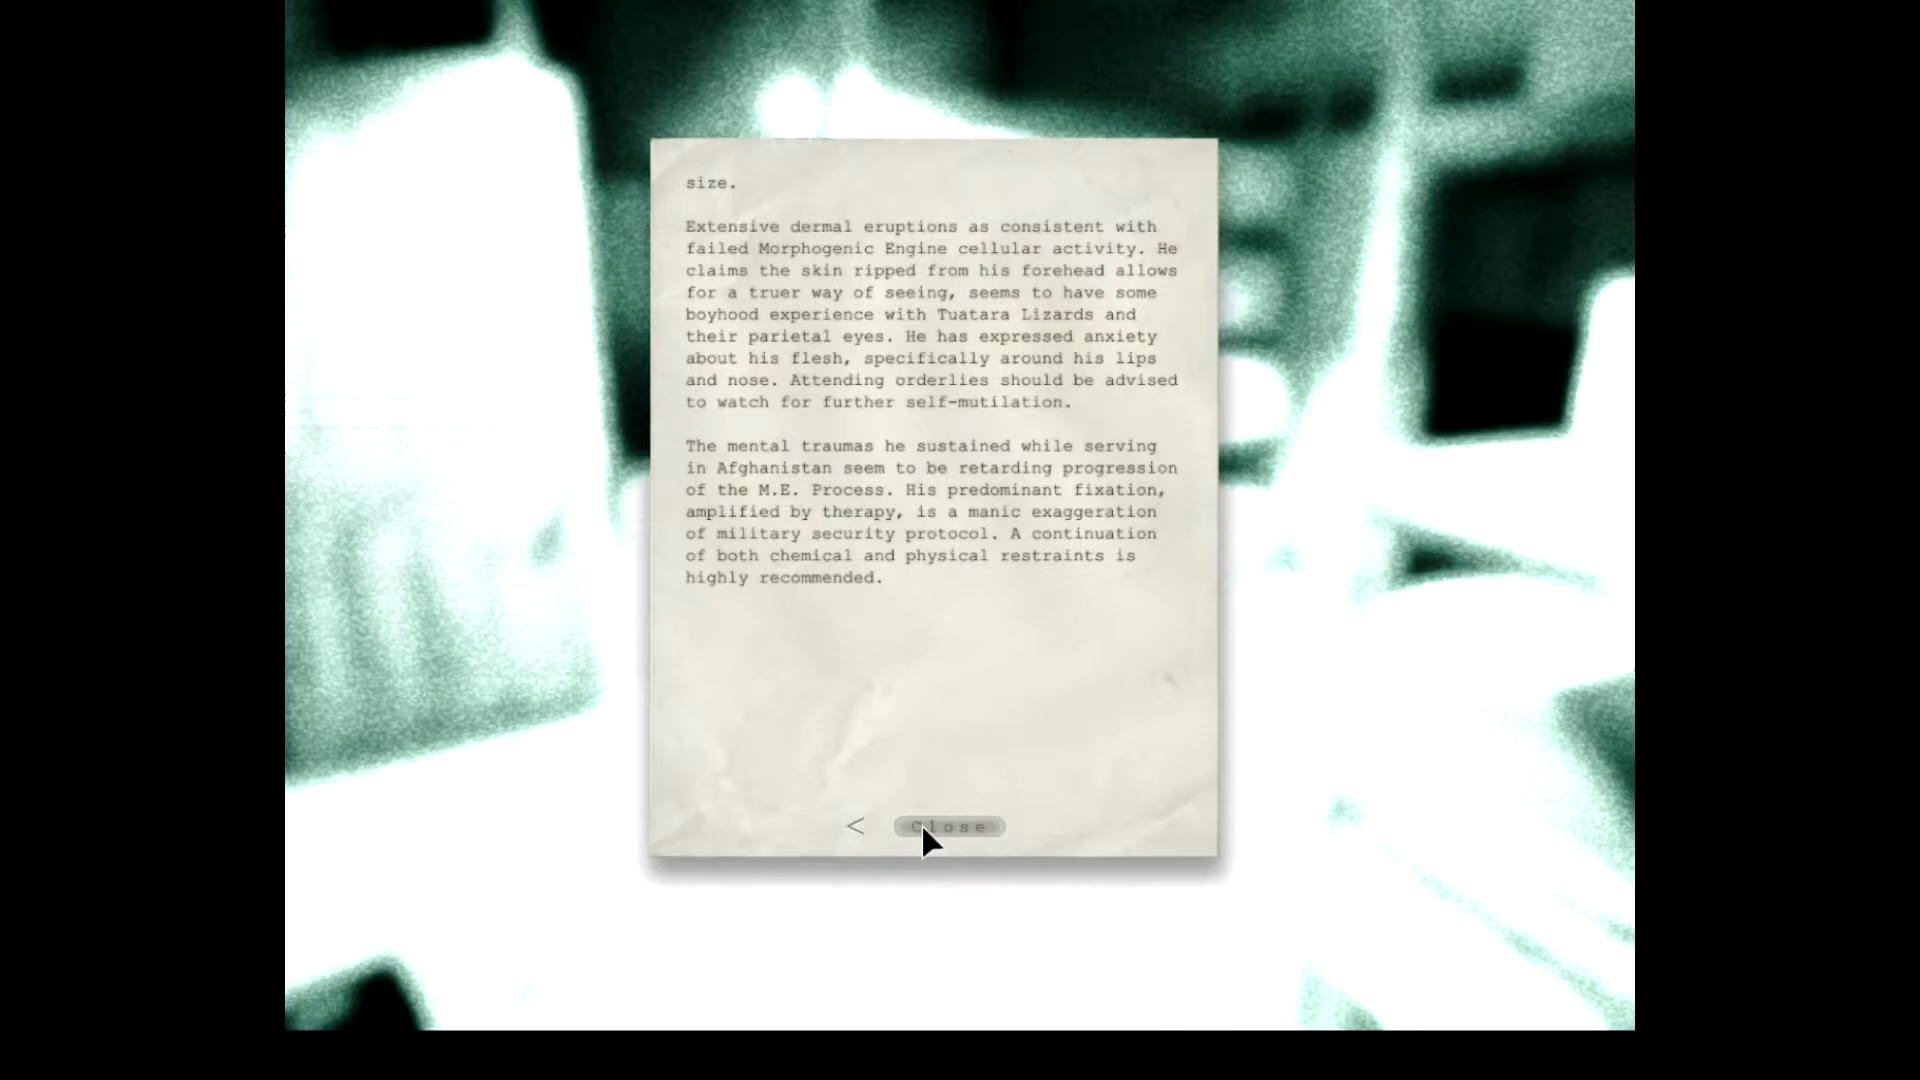 size.
Extensive dermal eruptions as consistent with
failed Morphogenic Engine cellular activity. He
claims the skin ripped from his forehead allows
for a truer way of seeing, seems to have some
boyhood experience with Tuatara Lizards and
their parietal eyes. He has expressed anxiety
about his flesh, specifically around his lips
and nose. Attending orderlies should be advised
to watch for further self-mutilation.
The mental traumas he sustained while serving
in Afghanistan seem to be retarding progression
of the M.E. Process. His predominant fixation,
amplified by therapy, is a manic exaggeration
of military security protocol. A continuation
of both chemical and physical restraints is
highly recommended.
< Close